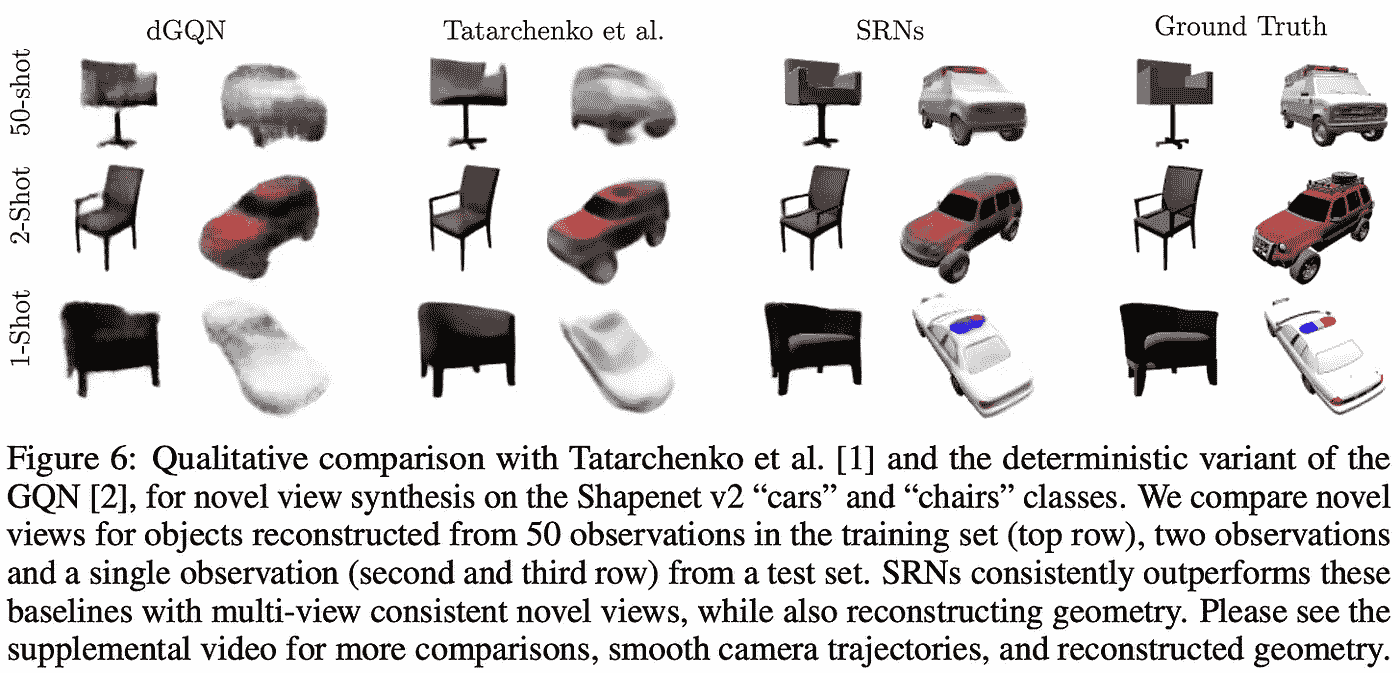 dGQN Tatarchenko et al. SRNs Ground Truth
50-shot
2-Shot
1-Shot
Figure 6: Qualitative comparison with Tatarchenko et al. [1] and the deterministic variant of the
GQN [2], for novel view synthesis on the Shapenet v2 “cars” and “chairs” classes. We compare novel
views for objects reconstructed from 50 observations in the training set (top row), two observations
and a single observation (second and third row) from a test set. SRNs consistently outperforms these
baselines with multi-view consistent novel views, while also reconstructing geometry. Please see the
supplemental video for more comparisons, smooth camera trajectories, and reconstructed geometry.